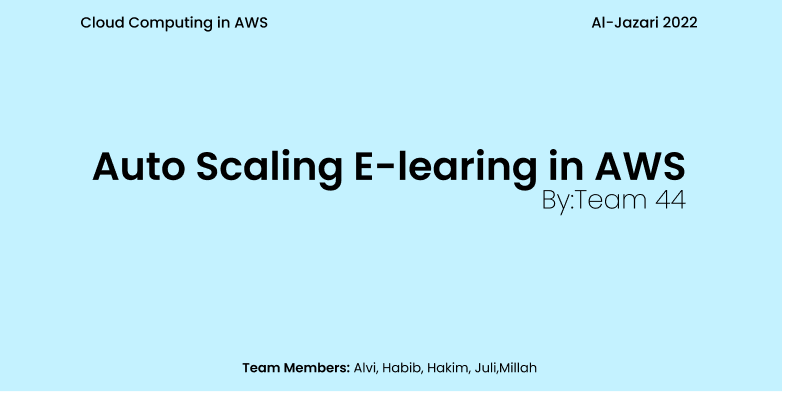 Cloud Computing in AWS
Al-Jazari 2022
Auto Scaling E-learing in AWS
By:Team 44
Team Members: Alvi, Habib, Hakim, Juli,Millah